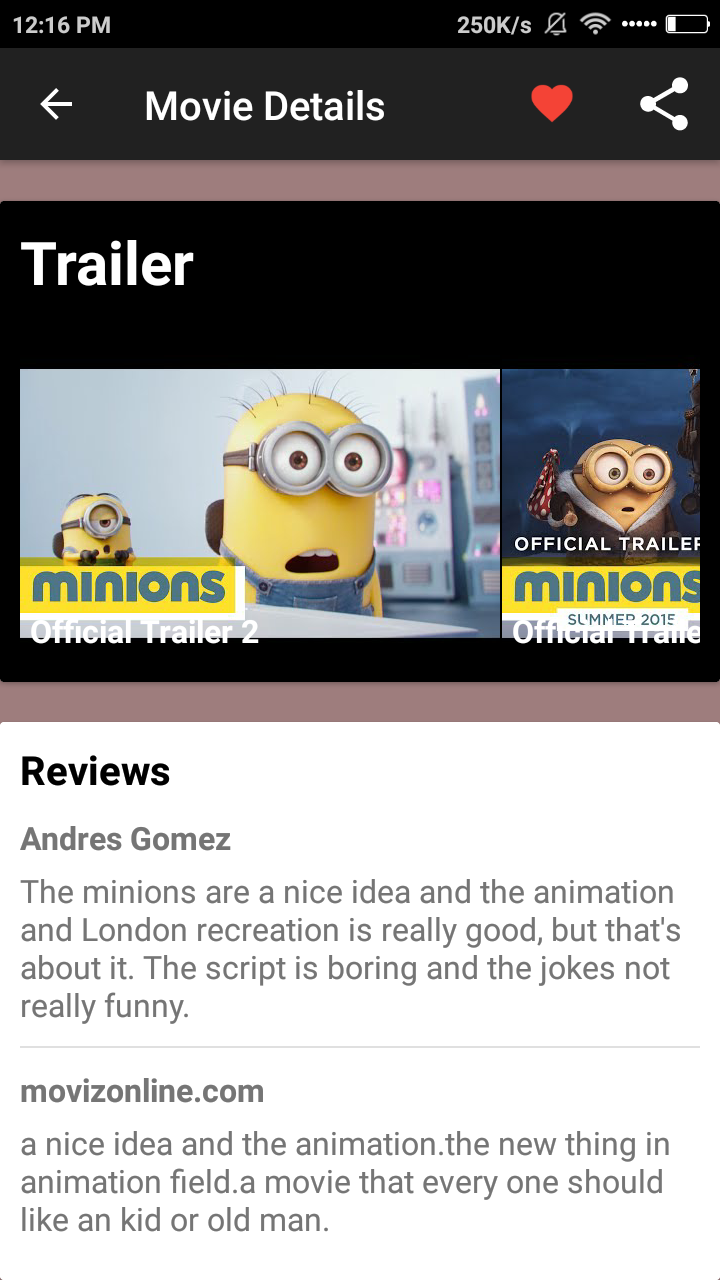 12:16 PM 250K/s
Movie Details
Trailer
OFFICIAL TRAILER
minions minions
SUMMER 2015
Official Trailer 2 Official Traile
Reviews
Andres Gomez
The minions are a nice idea and the animation
and London recreation is really good, but that's
about it. The script is boring and the jokes not
really funny.
movizonline.com
a nice idea and the animation.the new thing in
animation field.a movie that every one should
like an kid or old man.